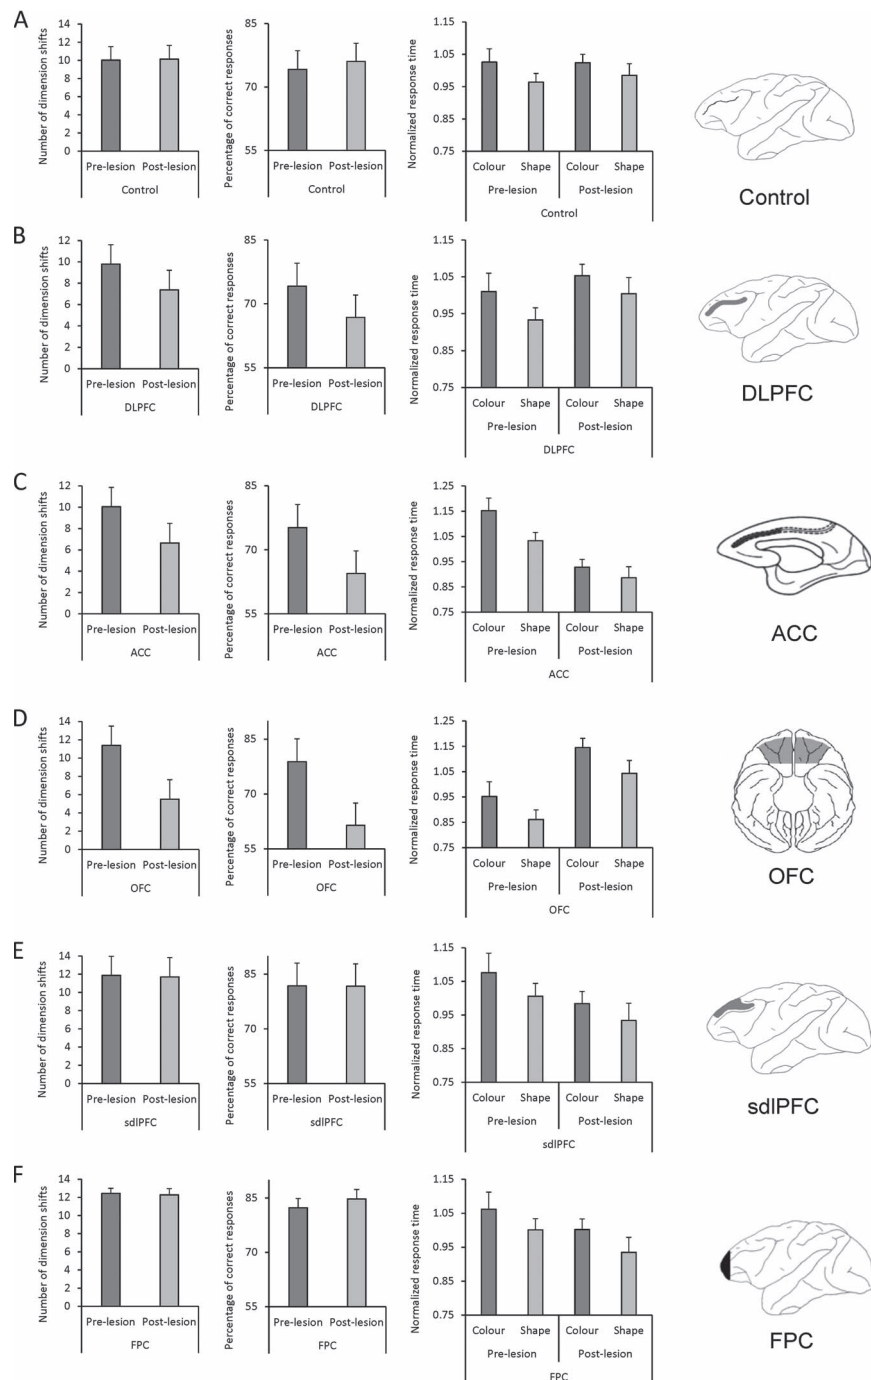 A
Number of dimension shifts
14
12
10
8
6
4
2
0
Pre-lesion Post-lesion
Control
Percentage of correct responses
85
75
65
55
Pre-lesion Post-lesion
Control
Normalized response time
1.15
1.05
0.95
0.85
0.75
Colour Shape Colour Shape
Pre-lesion Post-lesion
Control
Control
B
Number of dimension shifts
12
10
8
6
4
2
0
Pre-lesion Post-lesion
DLPFC
Percentage of correct responses
85
70
55
Pre-lesion Post-lesion
DLPFC
Normalized response time
1.15
1.05
0.95
0.85
0.75
Colour Shape Colour Shape
Pre-lesion Post-lesion
DLPFC
DLPFC
C
Number of dimension shifts
12
10
8
6
4
2
0
Pre-lesion Post-lesion
ACC
Percentage of correct responses
85
70
55
Pre-lesion Post-lesion
ACC
Normalized response time
1.25
1.15
1.05
0.95
0.85
0.75
Colour Shape Colour Shape
Pre-lesion Post-lesion
ACC
ACC
D
Number of dimension shifts
14
12
10
8
6
4
2
0
Pre-lesion Post-lesion
OFC
Percentage of correct responses
85
70
55
Pre-lesion Post-lesion
OFC
Normalized response time
1.25
1.15
1.05
0.95
0.85
0.75
Colour Shape Colour Shape
Pre-lesion Post-lesion
OFC
OFC
E
Number of dimension shifts
14
12
10
8
6
4
2
0
Pre-lesion Post-lesion
sdlPFC
Percentage of correct responses
85
70
55
Pre-lesion Post-lesion
sdlPFC
Normalized response time
1.15
1.05
0.95
0.85
0.75
Colour Shape Colour Shape
Pre-lesion Post-lesion
sdlPFC
sdlPFC
F
Number of dimension shifts
14
12
10
8
6
4
2
0
Pre-lesion Post-lesion
FPC
Percentage of correct responses
85
70
55
Pre-lesion Post-lesion
FPC
Normalized response time
1.15
1.05
0.95
0.85
0.75
Colour Shape Colour Shape
Pre-lesion Post-lesion
FPC
FPC